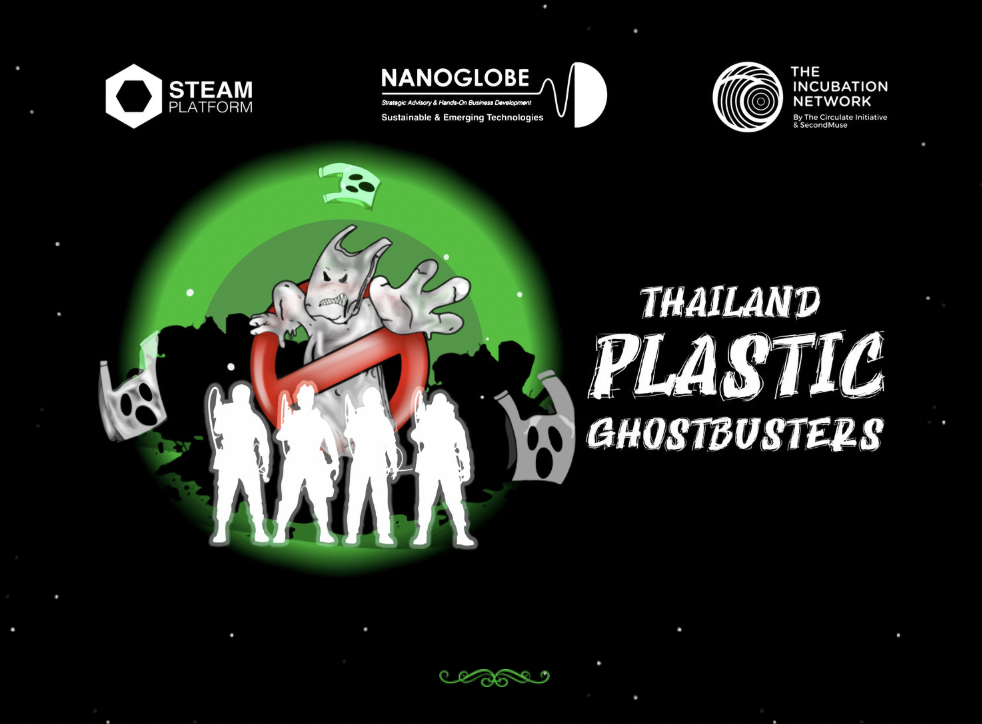 STEAM
PLATFORM
NANOGLOBE
Strategic Advisory & Hands-On Business Development
Sustainable & Emerging Technologies
THE
INCUBATION
NETWORK
By The Circulate Initiative
& SecondMuse
THAILAND
PLASTIC
GHOSTBUSTERS